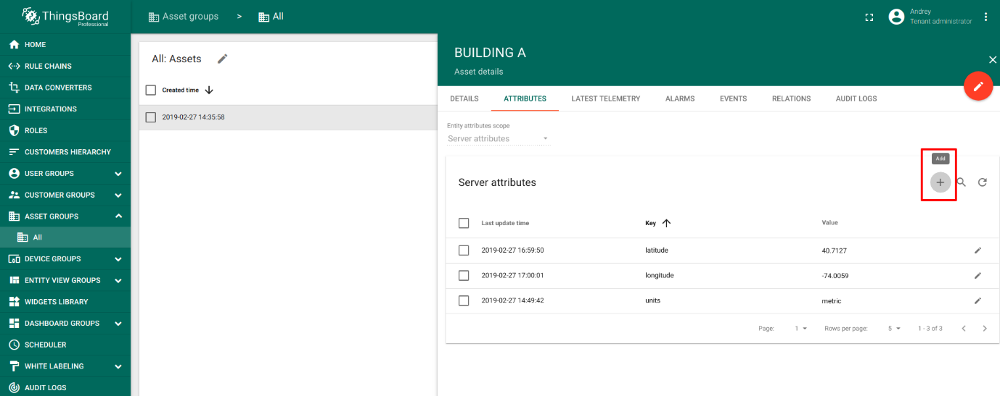 ThingsBoard
Professional
Asset groups > All
Andrey
Tenant administrator
HOME
RULE CHAINS
DATA CONVERTERS
INTEGRATIONS
ROLES
CUSTOMERS HIERARCHY
USER GROUPS
CUSTOMER GROUPS
ASSET GROUPS
All
DEVICE GROUPS
ENTITY VIEW GROUPS
WIDGETS LIBRARY
DASHBOARD GROUPS
SCHEDULER
WHITE LABELING
AUDIT LOGS
All: Assets
Created time
2019-02-27 14:35:58
BUILDING A
Asset details
DETAILS ATTRIBUTES LATEST TELEMETRY ALARMS EVENTS RELATIONS AUDIT LOGS
Entity attributes scope
Server attributes
Add
Server attributes
Last update time Key Value
2019-02-27 16:59:50 latitude 40.7127
2019-02-27 17:00:01 longitude -74.0059
2019-02-27 14:49:42 units metric
Page: 1 Rows per page: 5 1 - 3 of 3